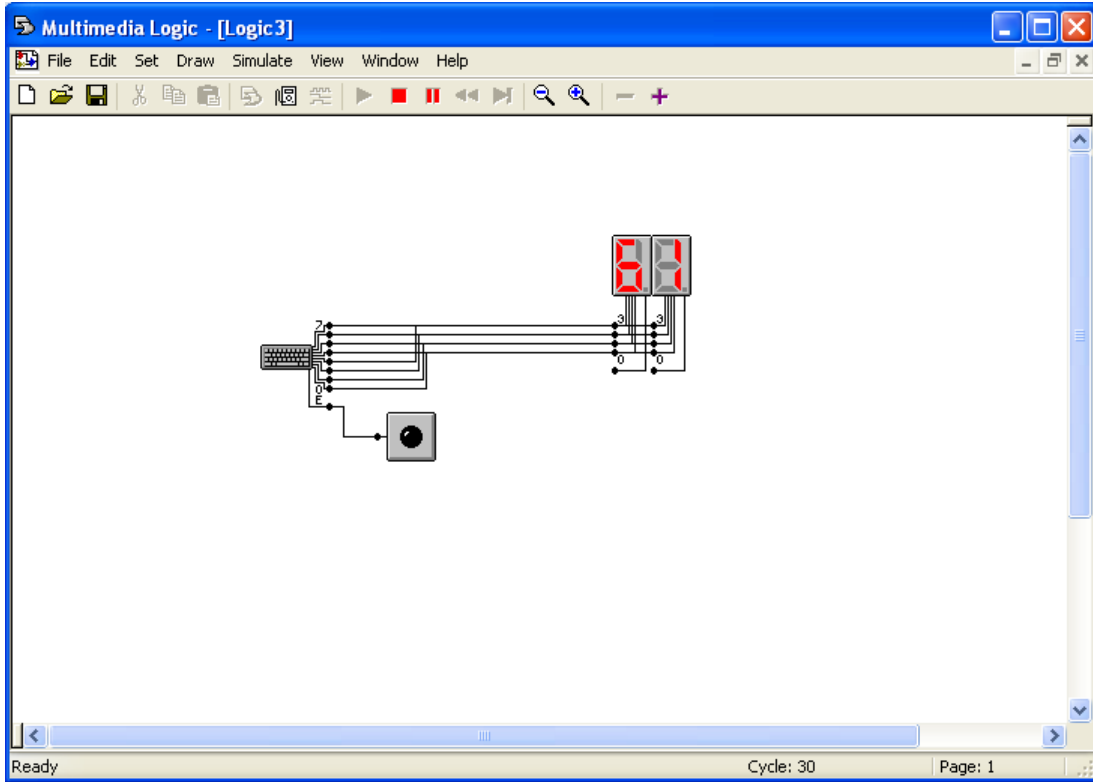 Multimedia Logic - [Logic3]
File Edit Set Draw Simulate View Window Help
61
7
3 3
0 0
0
E
Ready Cycle: 30 Page: 1